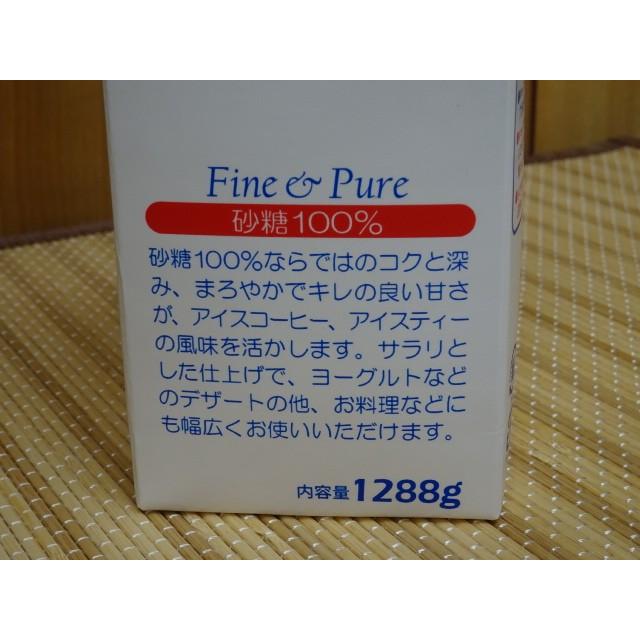 Fine & Pure
砂糖100%
砂糖100%ならではのコクと深
み、まろやかでキレの良い甘さ
が、アイスコーヒー、アイスティー
の風味を活かします。サラリと
した仕上げで、ヨーグルトなど
のデザートの他、お料理などに
も幅広くお使いいただけます。
内容量 1288g